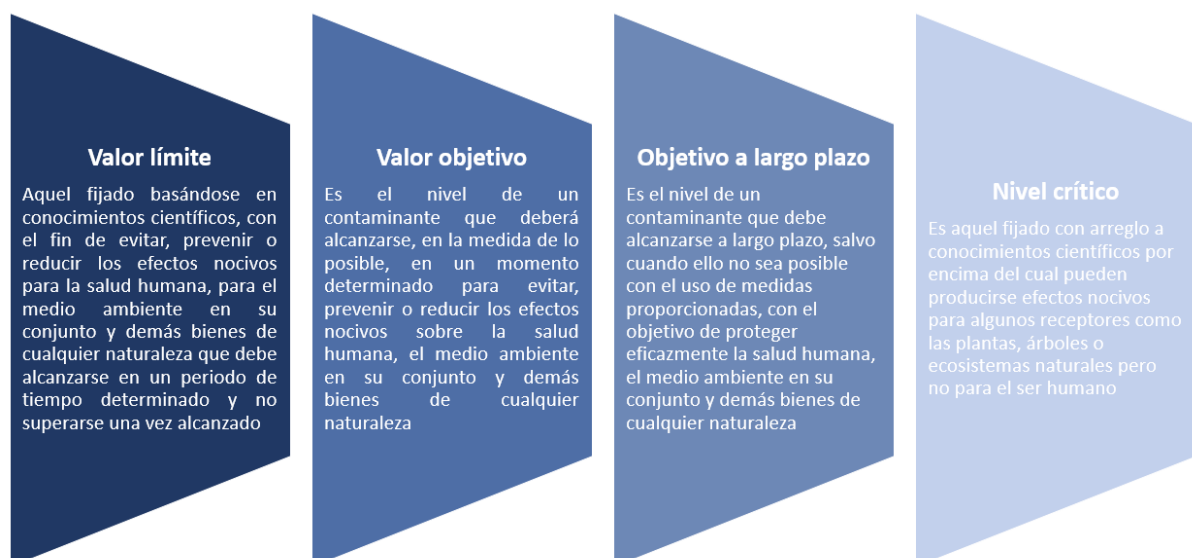 Valor límite
Aquel fijado basándose en
conocimientos científicos, con
el fin de evitar, prevenir o
reducir los efectos nocivos
para la salud humana, para el
medio ambiente en su
conjunto y demás bienes de
cualquier naturaleza que debe
alcanzarse en un periodo de
tiempo determinado y no
superarse una vez alcanzado
Valor objetivo
Es el nivel de un
contaminante que deberá
alcanzarse, en la medida de lo
posible, en un momento
determinado para evitar,
prevenir o reducir los efectos
nocivos sobre la salud
humana, el medio ambiente
en su conjunto y demás
bienes de cualquier
naturaleza
Objetivo a largo plazo
Es el nivel de un
contaminante que debe
alcanzarse a largo plazo, salvo
cuando ello no sea posible
con el uso de medidas
proporcionadas, con el
objetivo de proteger
eficazmente la salud humana,
el medio ambiente en su
conjunto y demás bienes de
cualquier naturaleza
Nivel crítico
Es aquel fijado con arreglo a
conocimientos científicos por
encima del cual pueden
producirse efectos nocivos
para algunos receptores como
las plantas, árboles o
ecosistemas naturales pero
no para el ser humano